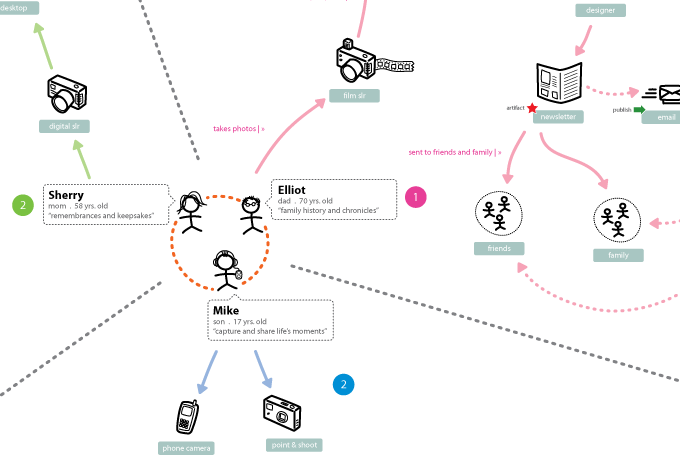 desktop
designer
film slr
digital slr
artifact
newsletter
publish
email
takes photos | »
sent to friends and family | »
Sherry
mom . 58 yrs. old
"remembrances and keepsakes"
2
Elliot
dad . 70 yrs. old
"family history and chronicles"
1
friends
family
Mike
son . 17 yrs. old
"capture and share life's moments"
2
phone camera
point & shoot